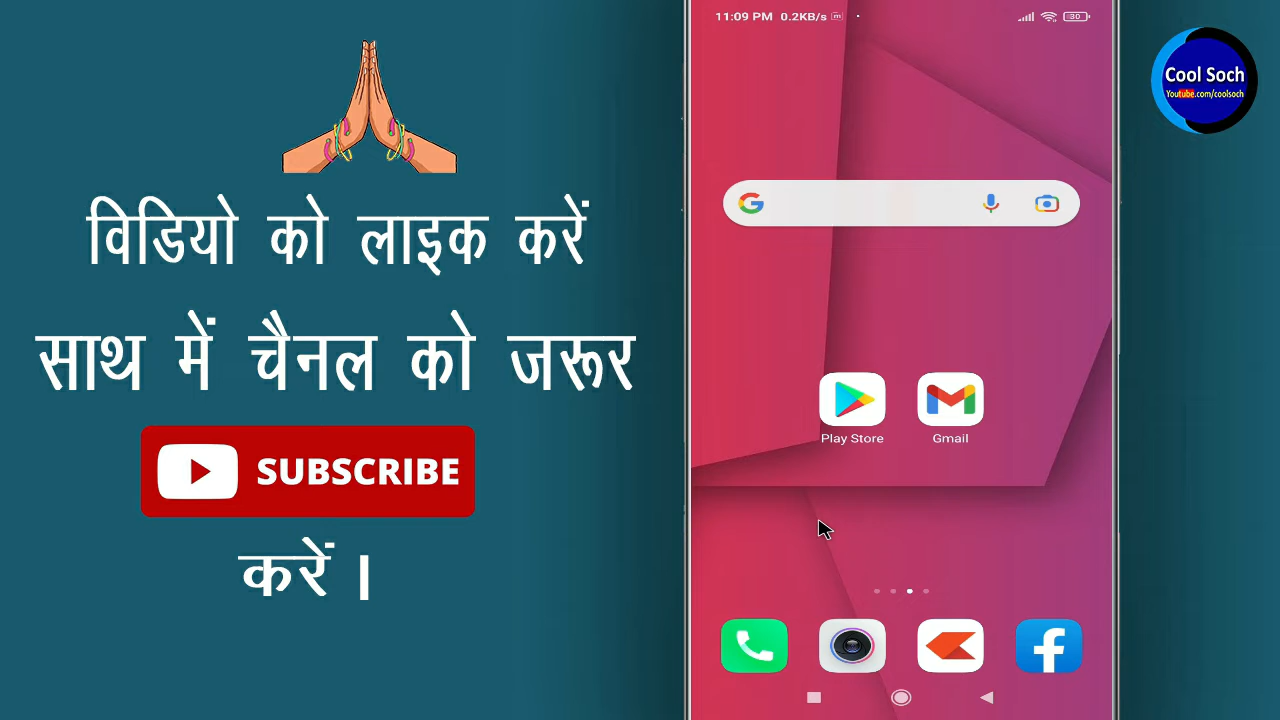 विडियो को लाइक करें
साथ में चैनल को जरूर
SUBSCRIBE
करें ।
11:09 PM 0.2KB/s
30
Play Store
Gmail
Cool Soch
Youtube.com/coolsoch